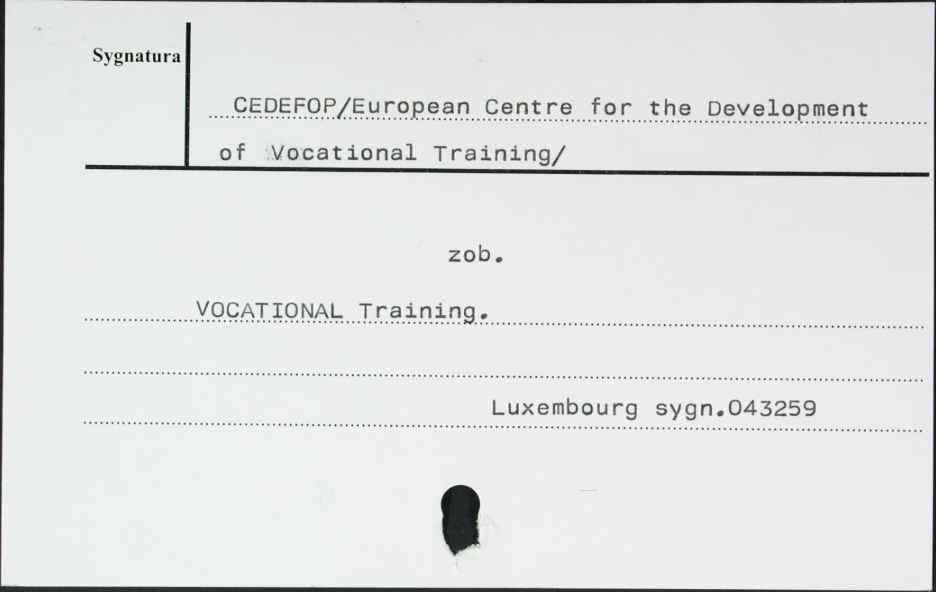 Sygnatura
CEDEFOP/European Centre for the Development
of Vocational Training/
zob.
VOCATIONAL Training.
Luxembourg sygn.043259